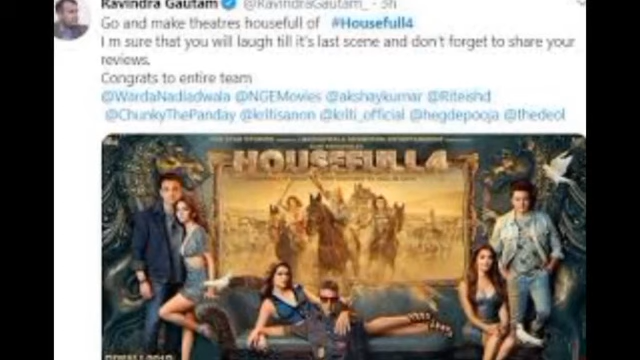 Ravindra Gautam @RavindraGautam_ · 5h
Go and make theatres housefull of #Housefull4
I m sure that you will laugh till it's last scene and don't forget to share your
reviews.
Congrats to entire team
@WardaNadiadwala @NGEMovies @akshaykumar @Riteishd
@ChunkyThePanday @kritisanon @kriti_official @hegdepooja @thedeol
HOUSEFULL4
DIWALI 2019